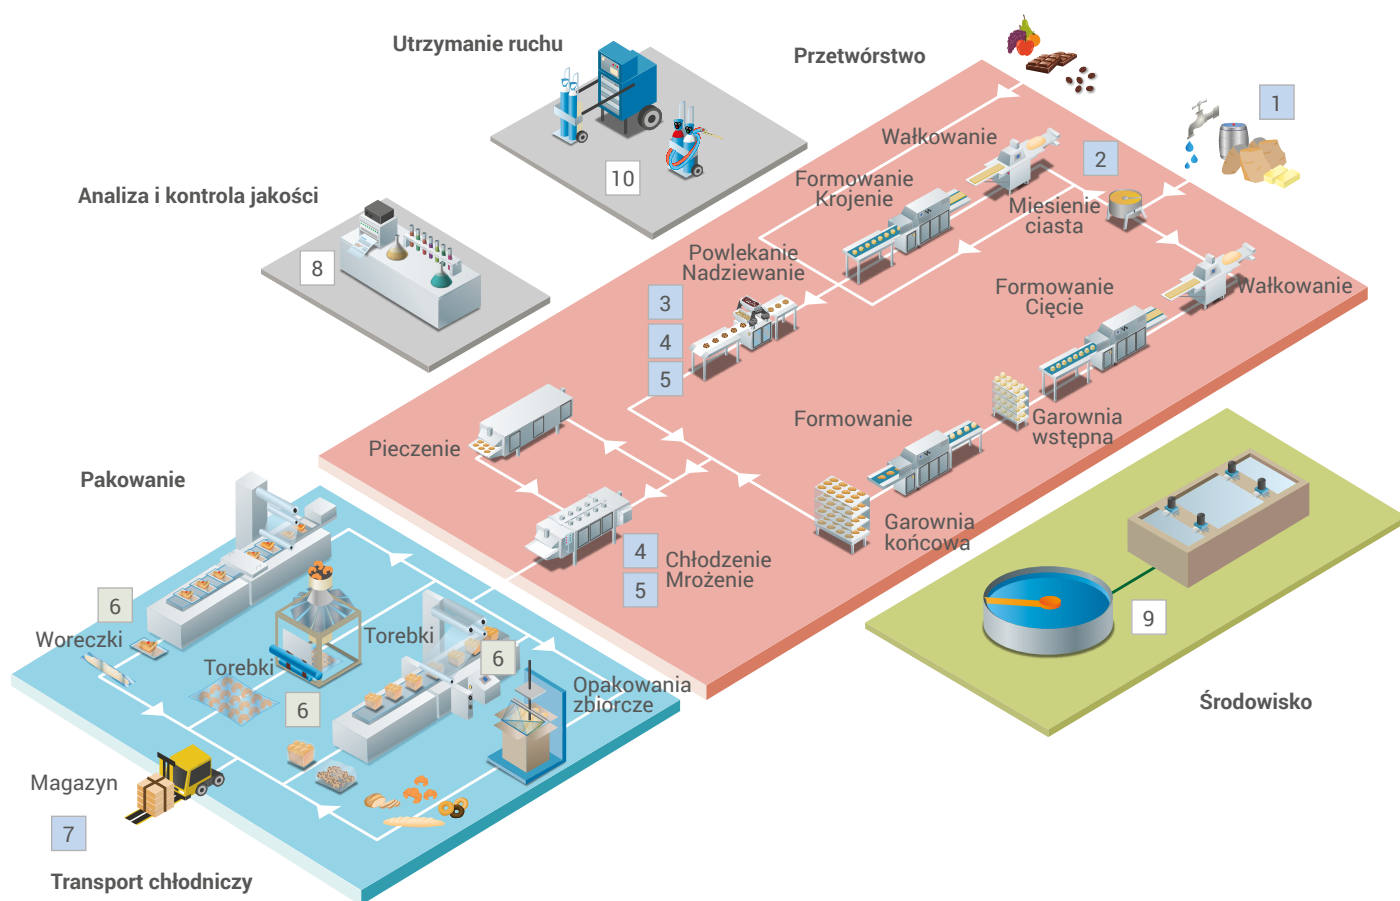 Utrzymanie ruchu
Przetwórstwo
1
Wałkowanie
2
10
Formowanie
Krojenie
Analiza i kontrola jakości
Miesienie
ciasta
8
Powlekanie
Nadziewanie
Formowanie
Cięcie
Wałkowanie
3
4
5
Formowanie
Garownia
wstępna
Pieczenie
Pakowanie
Garownia
końcowa
4
Chłodzenie
Mrożenie
5
6
Woreczki
Torebki
Torebki
6
6
Opakowania
zbiorcze
9
Środowisko
Magazyn
7
Transport chłodniczy